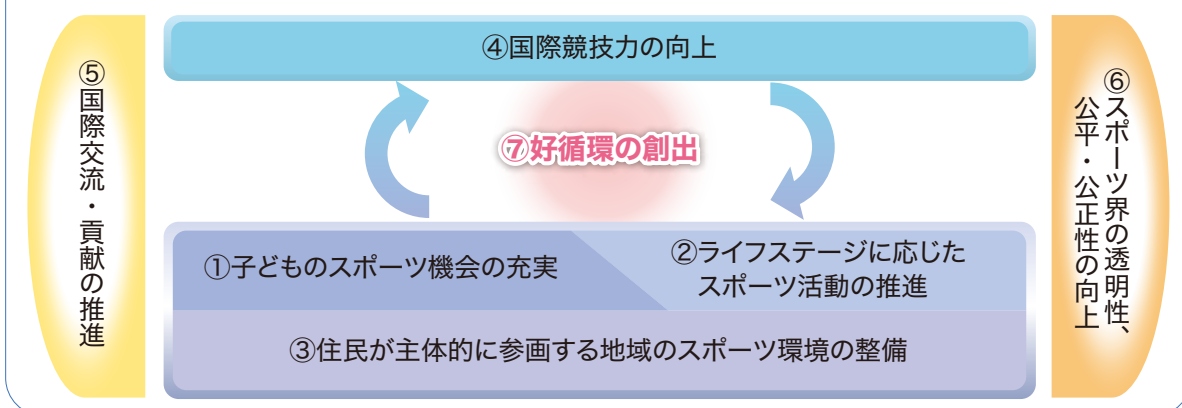 ④国際競技力の向上
⑤国際交流・貢献の推進
⑥スポーツ界の透明性、
公平・公正性の向上
⑦好循環の創出
①子どものスポーツ機会の充実
②ライフステージに応じた
スポーツ活動の推進
③住民が主体的に参画する地域のスポーツ環境の整備